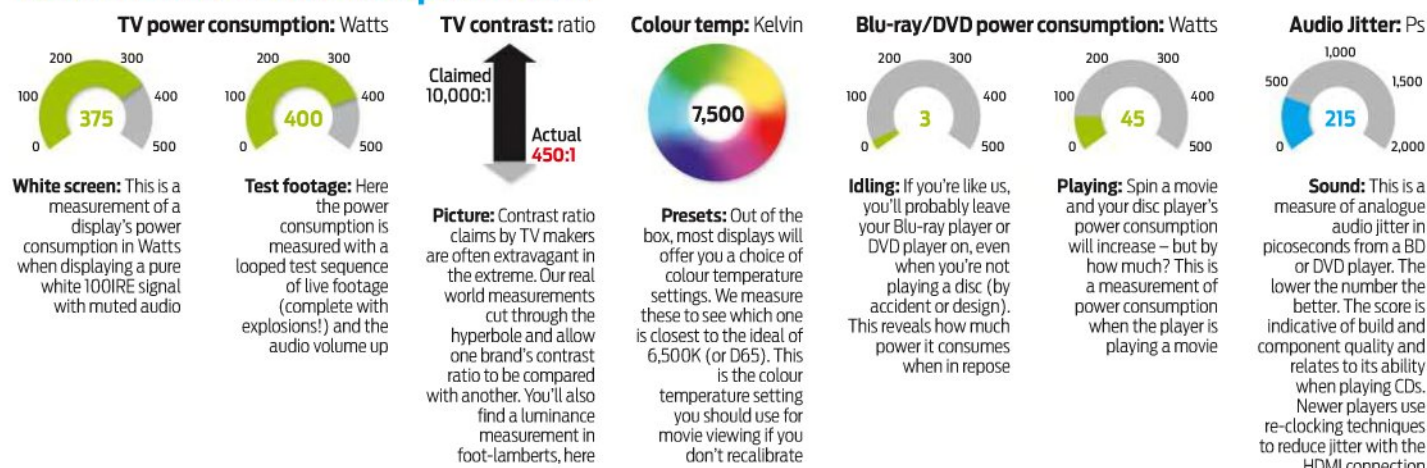 TV power consumption: Watts
200 300
100 375 400
0 500
200 300
100 400 400
0 500
White screen: This is a
measurement of a
display's power
consumption in Watts
when displaying a pure
white 100IRE signal
with muted audio
Test footage: Here
the power
consumption is
measured with a
looped test sequence
of live footage
(complete with
explosions!) and the
audio volume up
TV contrast: ratio
Claimed
10,000:1
Actual
450:1
Picture: Contrast ratio
claims by TV makers
are often extravagant in
the extreme. Our real
world measurements
cut through the
hyperbole and allow
one brand's contrast
ratio to be compared
with another. You'll also
find a luminance
measurement in
foot-lamberts, here
Colour temp: Kelvin
7,500
Presets: Out of the
box, most displays will
offer you a choice of
colour temperature
settings. We measure
these to see which one
is closest to the ideal of
6,500K (or D65). This
is the colour
temperature setting
you should use for
movie viewing if you
don't recalibrate
Blu-ray/DVD power consumption: Watts
200 300
100 3 400
0 500
200 300
100 45 400
0 500
Idling: If you're like us,
you'll probably leave
your Blu-ray player or
DVD player on, even
when you're not
playing a disc (by
accident or design).
This reveals how much
power it consumes
when in repose
Playing: Spin a movie
and your disc player's
power consumption
will increase – but by
how much? This is
a measurement of
power consumption
when the player is
playing a movie
Audio Jitter: Ps
1,000
500 215 1,500
0 2,000
Sound: This is a
measure of analogue
audio jitter in
picoseconds from a BD
or DVD player. The
lower the number the
better. The score is
indicative of build and
component quality and
relates to its ability
when playing CDs.
Newer players use
re-clocking techniques
to reduce jitter with the
HDMI connection